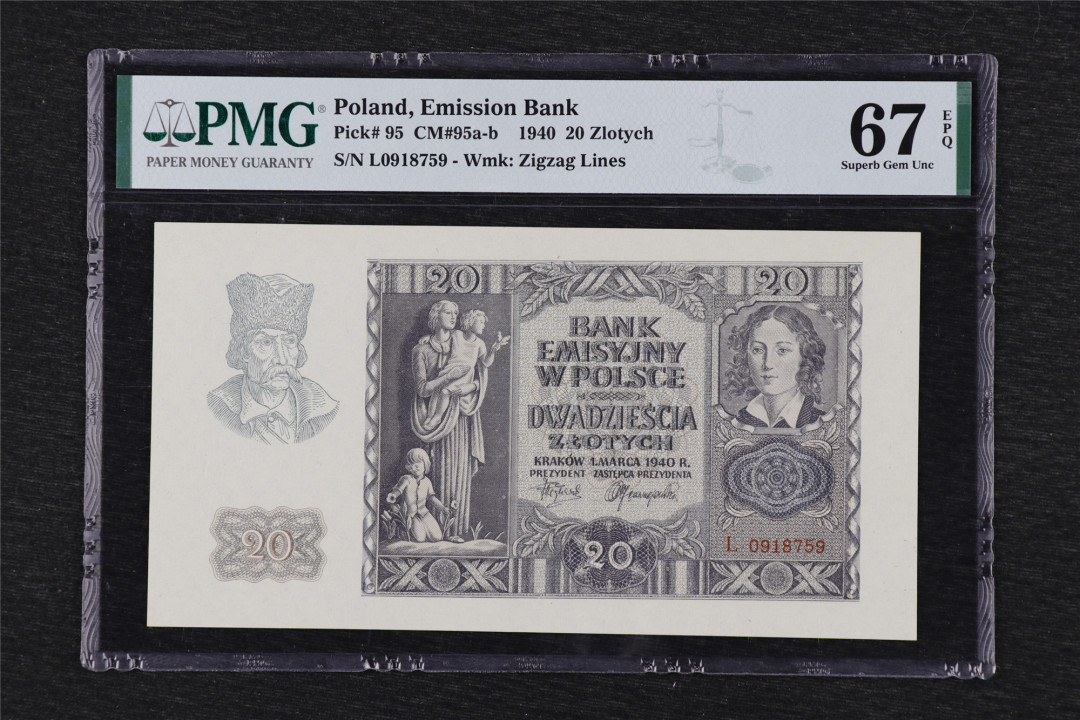 PMG®
PAPER MONEY GUARANTY
Poland, Emission Bank
Pick# 95 CM#95a-b 1940 20 Zlotych
S/N L0918759 - Wmk: Zigzag Lines
67
EPQ
Superb Gem Unc
20
20
BANK
EMISYJNY
W POLSCE
DWADZIEŚCIA
ZŁOTYCH
KRAKÓW 1.MARCA 1940 R.
PREZYDENT ZASTĘPCA PREZYDENTA
L 0918759
20
20